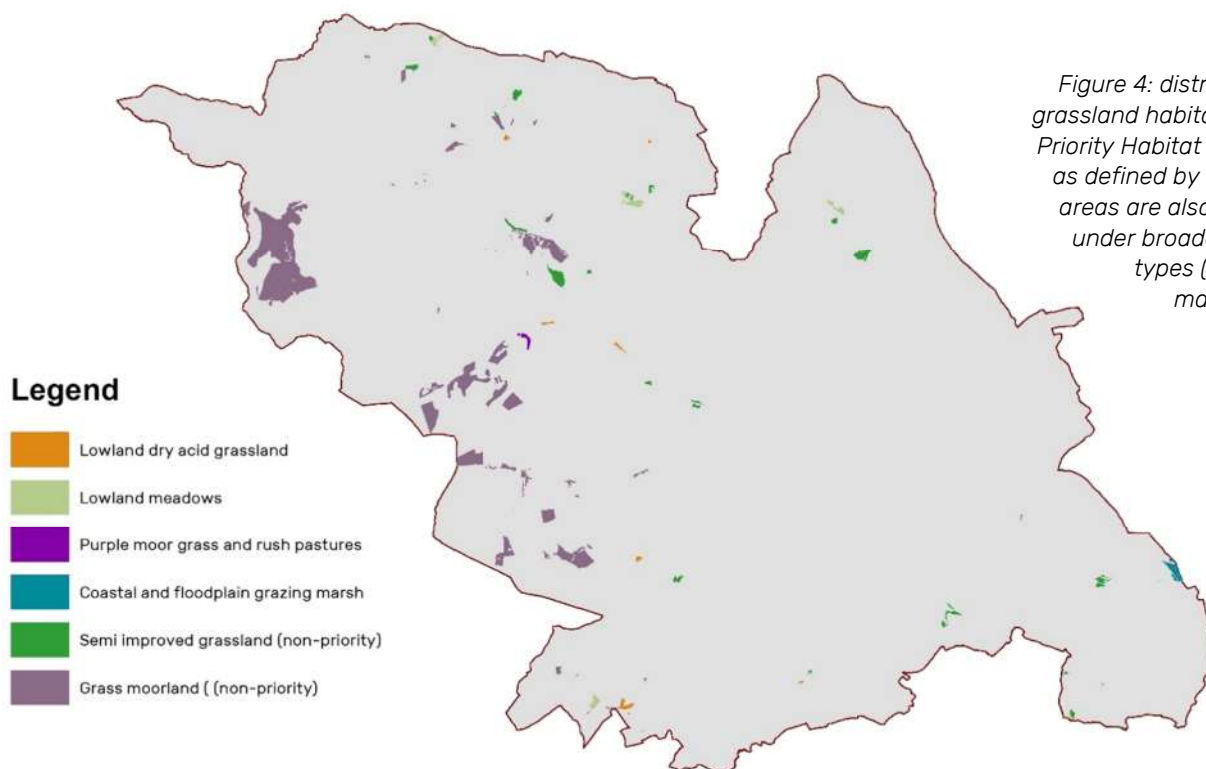 Figure 4: distr
grassland habita
Priority Habitat
as defined by
areas are also
under broad
types (
ma
Legend
Lowland dry acid grassland
Lowland meadows
Purple moor grass and rush pastures
Coastal and floodplain grazing marsh
Semi improved grassland (non-priority)
Grass moorland ( (non-priority)